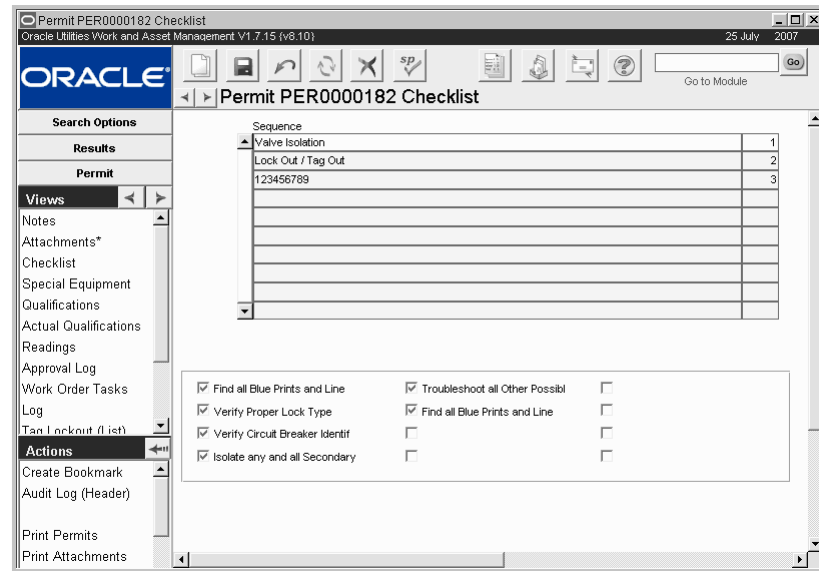 Permit PER0000182 Checklist
Oracle Utilities Work and Asset Management V1.7.15 {v8.10} 25 July 2007
ORACLE®
sp
Go
Go to Module
Permit PER0000182 Checklist
Search Options
Results
Permit
Views
Notes
Attachments*
Checklist
Special Equipment
Qualifications
Actual Qualifications
Readings
Approval Log
Work Order Tasks
Log
Tag Lockout (List)
Actions
Create Bookmark
Audit Log (Header)
Print Permits
Print Attachments
Sequence
Valve Isolation 1
Lock Out / Tag Out 2
123456789 3
Find all Blue Prints and Line Troubleshoot all Other Possibl
Verify Proper Lock Type Find all Blue Prints and Line
Verify Circuit Breaker Identif
Isolate any and all Secondary